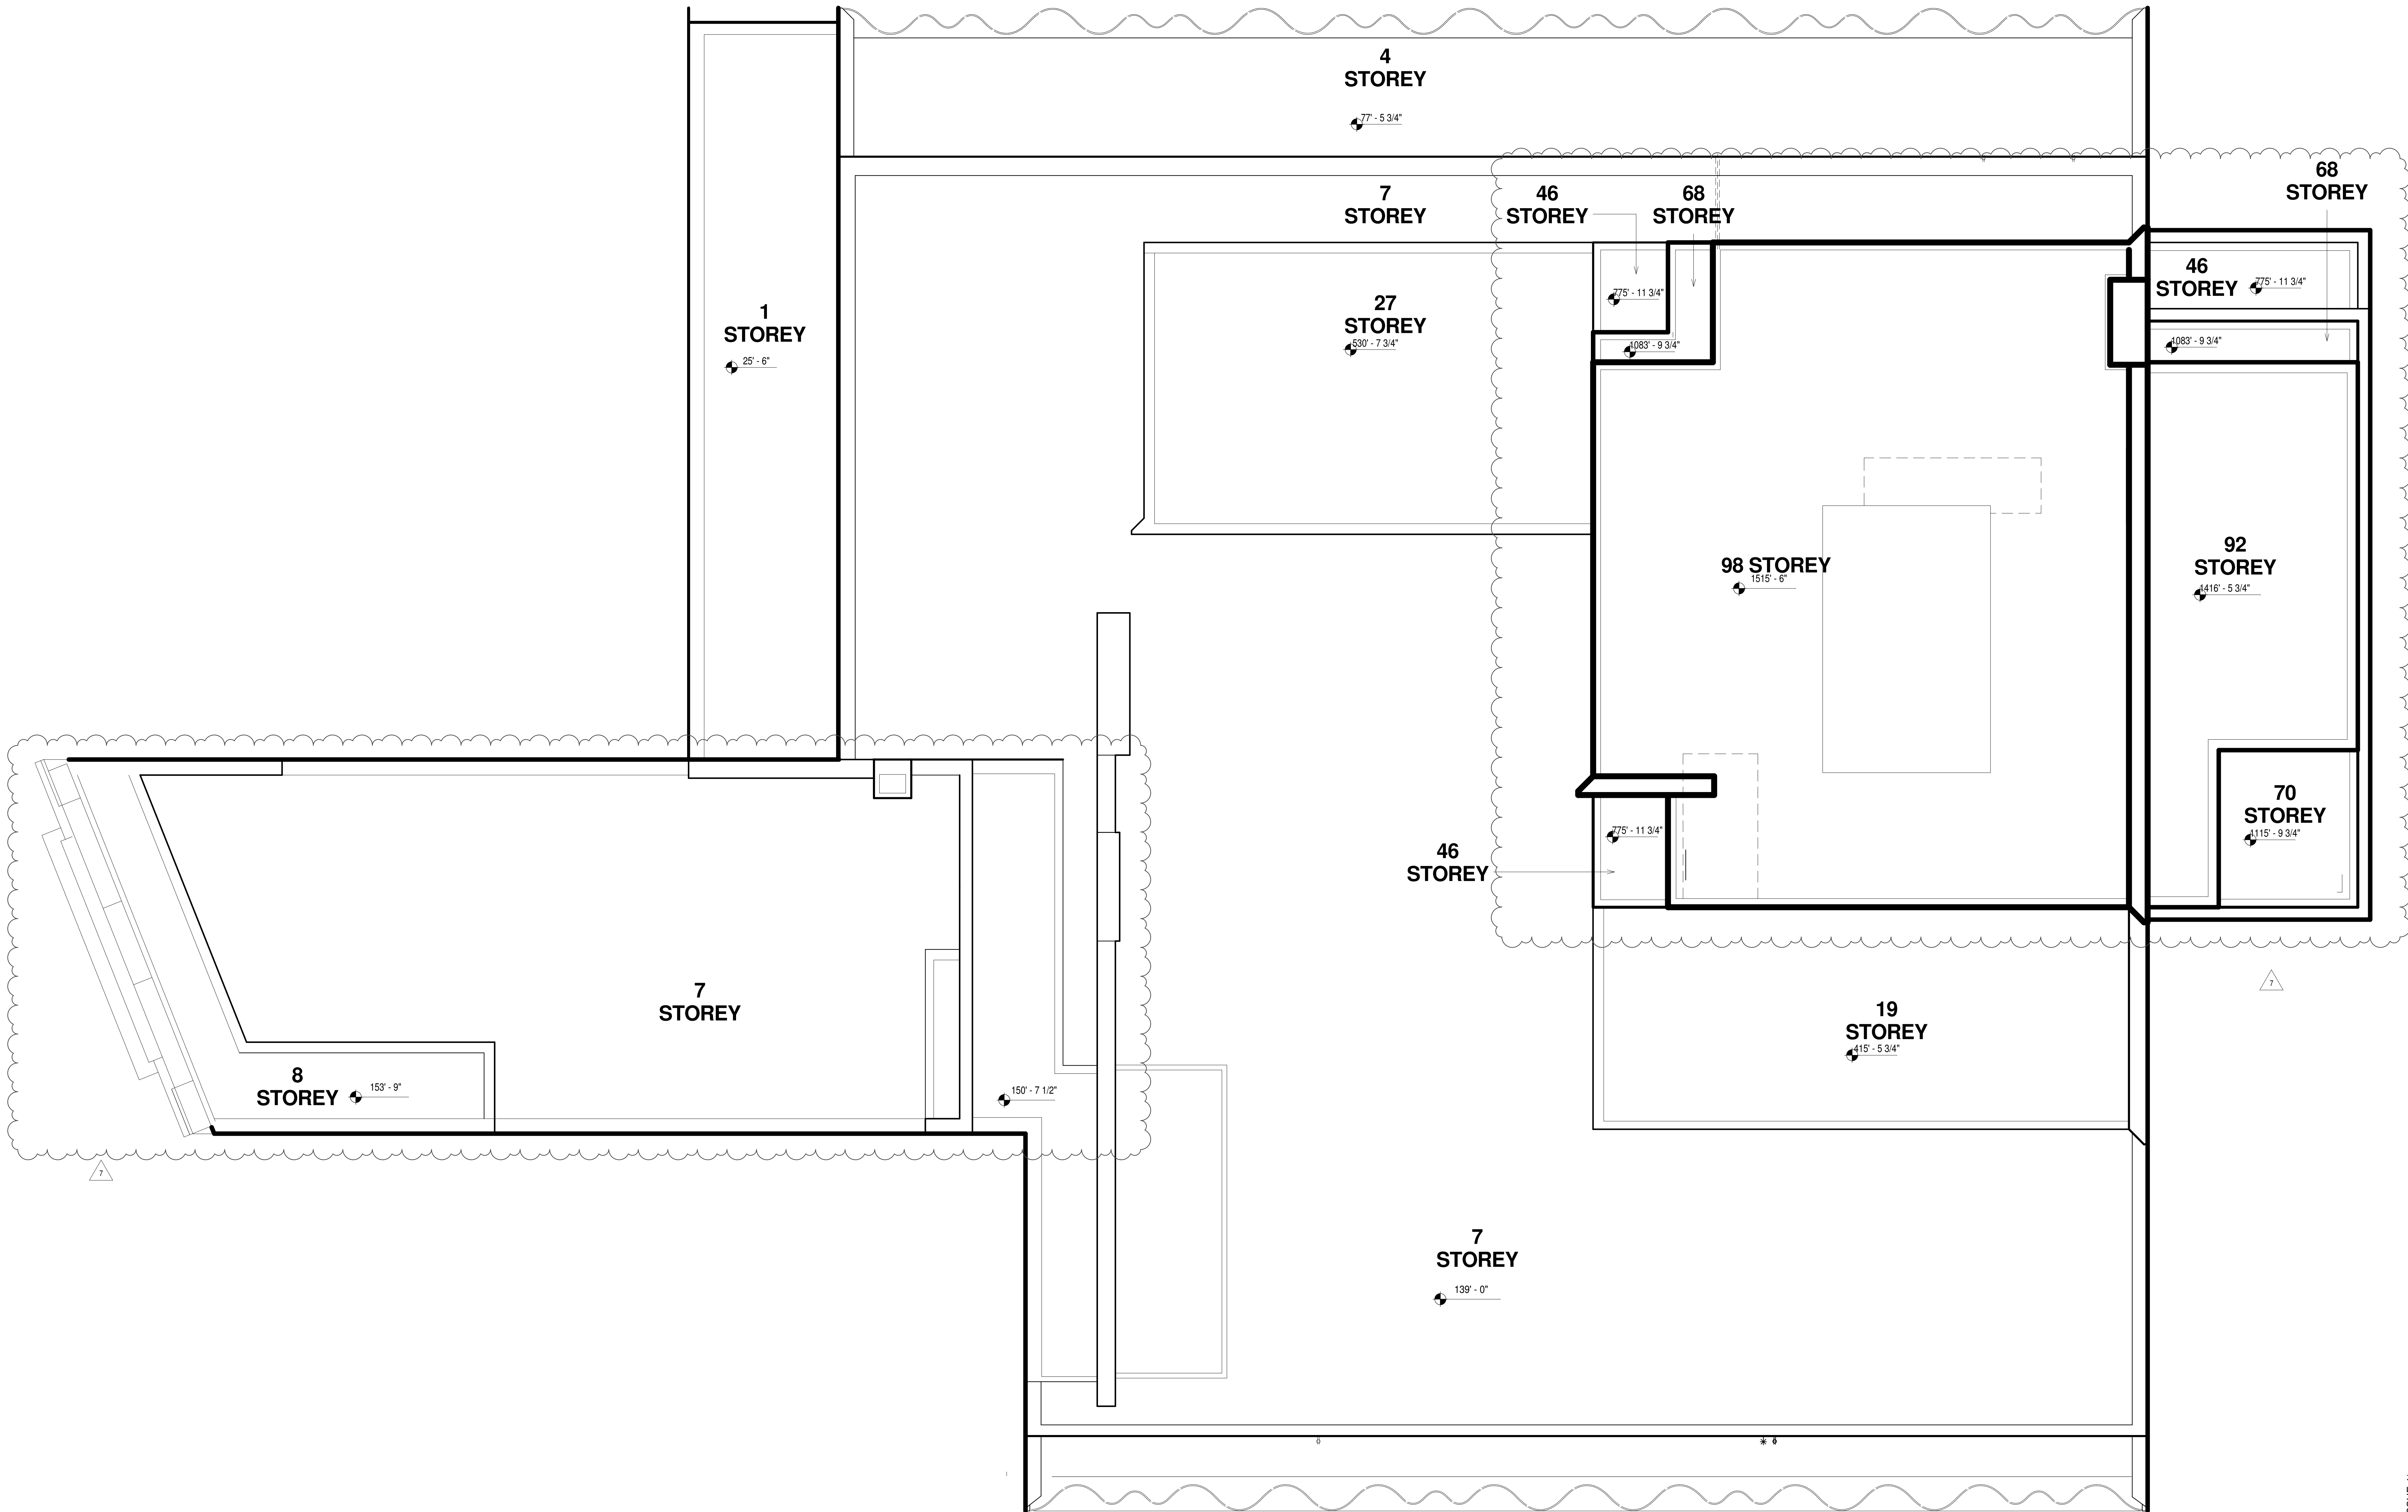 4
STOREY
77' - 5 3/4"
7
STOREY
46
STOREY
68
STOREY
68
STOREY
46
STOREY
775' - 11 3/4"
775' - 11 3/4"
27
STOREY
530' - 7 3/4"
1083' - 9 3/4"
1083' - 9 3/4"
1
STOREY
25' - 6"
98 STOREY
1515' - 6"
92
STOREY
1416' - 5 3/4"
70
STOREY
1115' - 9 3/4"
775' - 11 3/4"
46
STOREY
7
STOREY
19
STOREY
415' - 5 3/4"
7
8
STOREY
153' - 9"
150' - 7 1/2"
7
7
STOREY
139' - 0"